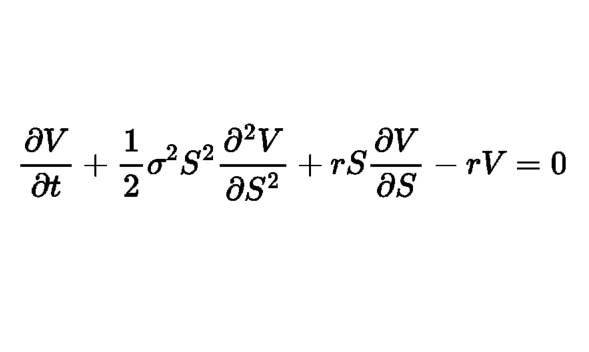 ∂V/∂t + 1/2 σ²S² ∂²V/∂S² + rS ∂V/∂S − rV = 0